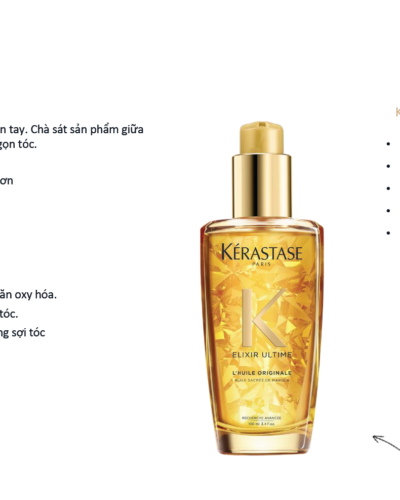 n tay. Chà sát sản phẩm giữa
gọn tóc.
ơn
ăn oxy hóa.
tóc.
ng sợi tóc
KÉRASTASE
PARIS
K
ELIXIR ULTIME
L'HUILE ORIGINALE
K